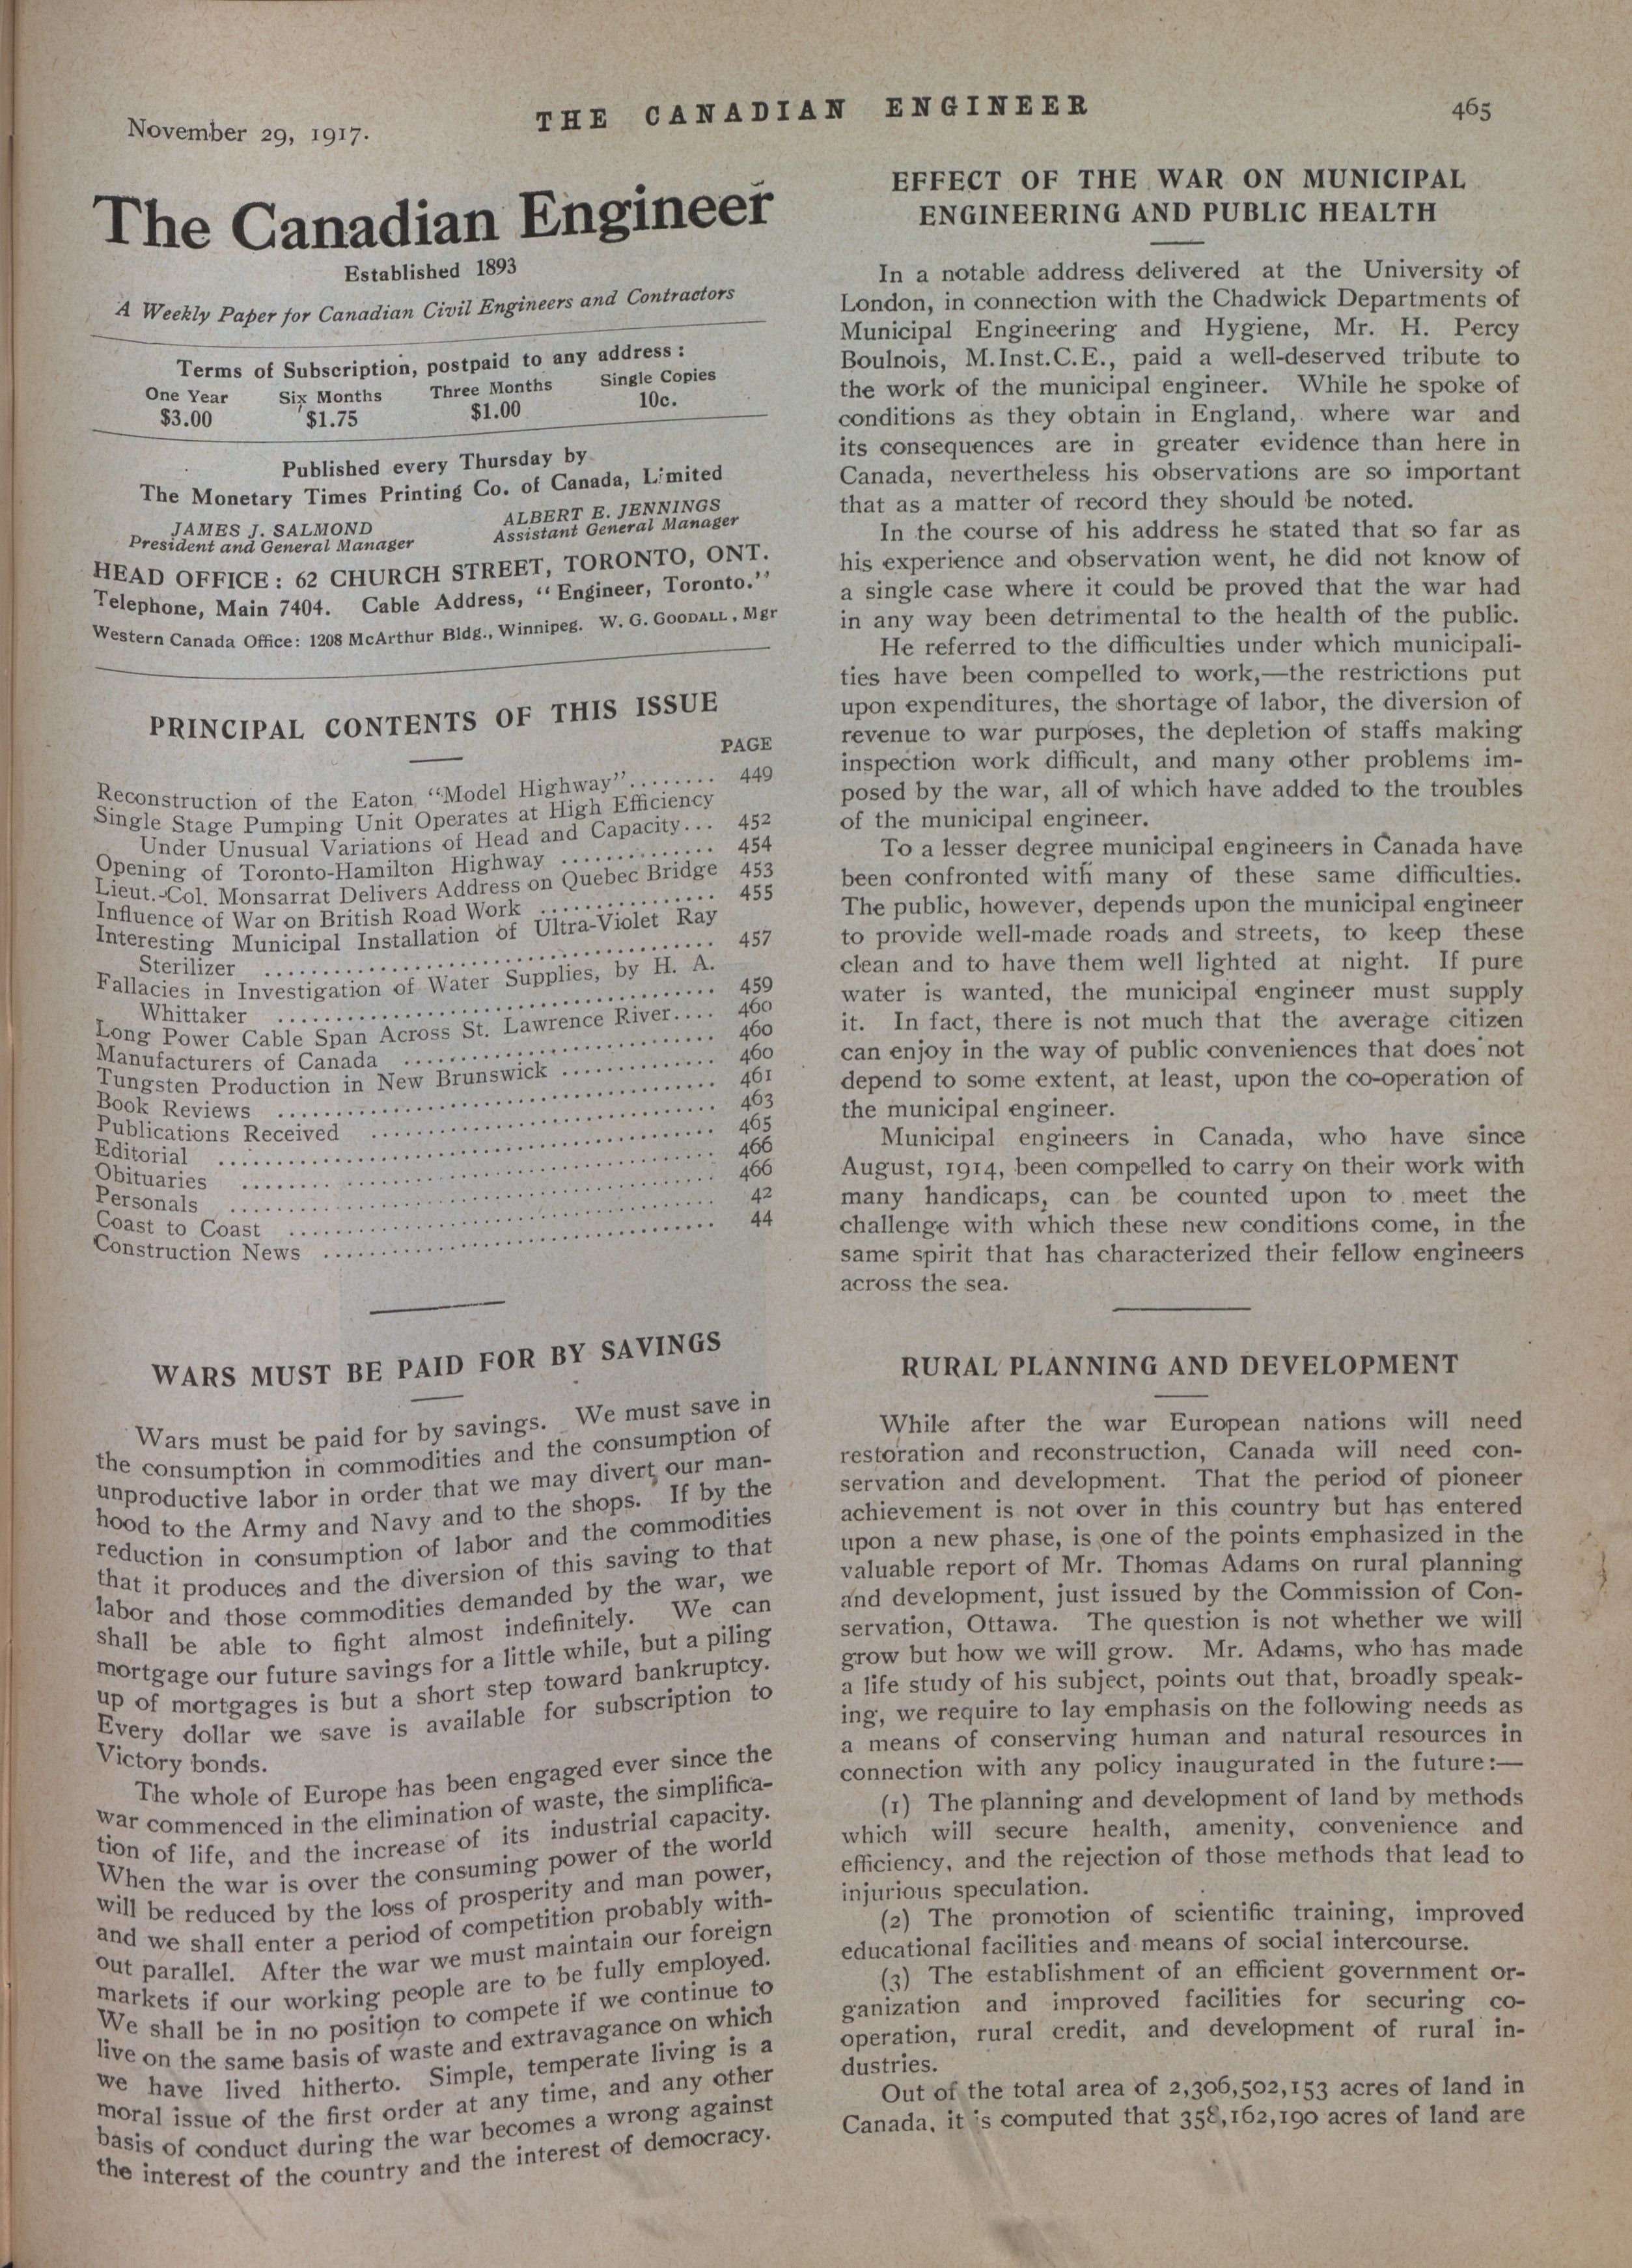 November 29, 1917.
THE CANADIAN ENGINEER
465
The Canadian Engineer
Established 1893
A Weekly Paper for Canadian Civil Engineers and Contractors
Terms of Subscription, postpaid to any address :
One Year Six Months Three Months Single Copies
$3.00 $1.75 $1.00 10c.
Published every Thursday by
The Monetary Times Printing Co. of Canada, Limited
JAMES J. SALMOND ALBERT E. JENNINGS
President and General Manager Assistant General Manager
HEAD OFFICE : 62 CHURCH STREET, TORONTO, ONT.
Telephone, Main 7404. Cable Address, "Engineer, Toronto."
Western Canada Office: 1208 McArthur Bldg., Winnipeg. W. G. GOODALL, Mgr
PRINCIPAL CONTENTS OF THIS ISSUE
PAGE
Reconstruction of the Eaton "Model Highway"........ 449
Single Stage Pumping Unit Operates at High Efficiency
Under Unusual Variations of Head and Capacity... 452
Opening of Toronto-Hamilton Highway .............. 454
Lieut.-Col. Monsarrat Delivers Address on Quebec Bridge 453
Influence of War on British Road Work ................ 455
Interesting Municipal Installation of Ultra-Violet Ray
Sterilizer ........................................ 457
Fallacies in Investigation of Water Supplies, by H. A.
Whittaker ....................................... 459
Long Power Cable Span Across St. Lawrence River.... 460
Manufacturers of Canada ............................ 460
Tungsten Production in New Brunswick .............. 460
Book Reviews ....................................... 461
Publications Received ............................... 463
Editorial ............................................ 465
Obituaries .......................................... 466
Personals ........................................... 466
Coast to Coast ...................................... 42
Construction News ................................... 44
WARS MUST BE PAID FOR BY SAVINGS
Wars must be paid for by savings. We must save in
the consumption in commodities and the consumption of
unproductive labor in order that we may divert our man-
hood to the Army and Navy and to the shops. If by the
reduction in consumption of labor and the commodities
that it produces and the diversion of this saving to that
labor and those commodities demanded by the war, we
shall be able to fight almost indefinitely. We can
mortgage our future savings for a little while, but a piling
up of mortgages is but a short step toward bankruptcy.
Every dollar we save is available for subscription to
Victory bonds.
The whole of Europe has been engaged ever since the
war commenced in the elimination of waste, the simplifica-
tion of life, and the increase of its industrial capacity.
When the war is over the consuming power of the world
will be reduced by the loss of prosperity and man power,
and we shall enter a period of competition probably with-
out parallel. After the war we must maintain our foreign
markets if our working people are to be fully employed.
We shall be in no position to compete if we continue to
live on the same basis of waste and extravagance on which
we have lived hitherto. Simple, temperate living is a
moral issue of the first order at any time, and any other
basis of conduct during the war becomes a wrong against
the interest of the country and the interest of democracy.
EFFECT OF THE WAR ON MUNICIPAL
ENGINEERING AND PUBLIC HEALTH
In a notable address delivered at the University of
London, in connection with the Chadwick Departments of
Municipal Engineering and Hygiene, Mr. H. Percy
Boulnois, M.Inst.C.E., paid a well-deserved tribute to
the work of the municipal engineer. While he spoke of
conditions as they obtain in England, where war and
its consequences are in greater evidence than here in
Canada, nevertheless his observations are so important
that as a matter of record they should be noted.
In the course of his address he stated that so far as
his experience and observation went, he did not know of
a single case where it could be proved that the war had
in any way been detrimental to the health of the public.
He referred to the difficulties under which municipali-
ties have been compelled to work,—the restrictions put
upon expenditures, the shortage of labor, the diversion of
revenue to war purposes, the depletion of staffs making
inspection work difficult, and many other problems im-
posed by the war, all of which have added to the troubles
of the municipal engineer.
To a lesser degree municipal engineers in Canada have
been confronted with many of these same difficulties.
The public, however, depends upon the municipal engineer
to provide well-made roads and streets, to keep these
clean and to have them well lighted at night. If pure
water is wanted, the municipal engineer must supply
it. In fact, there is not much that the average citizen
can enjoy in the way of public conveniences that does not
depend to some extent, at least, upon the co-operation of
the municipal engineer.
Municipal engineers in Canada, who have since
August, 1914, been compelled to carry on their work with
many handicaps, can be counted upon to meet the
challenge with which these new conditions come, in the
same spirit that has characterized their fellow engineers
across the sea.
RURAL PLANNING AND DEVELOPMENT
While after the war European nations will need
restoration and reconstruction, Canada will need con-
servation and development. That the period of pioneer
achievement is not over in this country but has entered
upon a new phase, is one of the points emphasized in the
valuable report of Mr. Thomas Adams on rural planning
and development, just issued by the Commission of Con-
servation, Ottawa. The question is not whether we will
grow but how we will grow. Mr. Adams, who has made
a life study of his subject, points out that, broadly speak-
ing, we require to lay emphasis on the following needs as
a means of conserving human and natural resources in
connection with any policy inaugurated in the future:—
(1) The planning and development of land by methods
which will secure health, amenity, convenience and
efficiency, and the rejection of those methods that lead to
injurious speculation.
(2) The promotion of scientific training, improved
educational facilities and means of social intercourse.
(3) The establishment of an efficient government or-
ganization and improved facilities for securing co-
operation, rural credit, and development of rural in-
dustries.
Out of the total area of 2,306,502,153 acres of land in
Canada, it is computed that 358,162,190 acres of land are